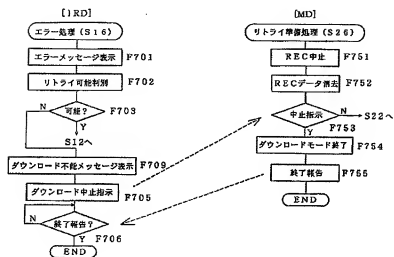 [IRD]
エラー処理(S16)
エラーメッセージ表示 F701
リトライ可能判別 F702
可能? F703
N
Y
S12へ
ダウンロード不能メッセージ表示 F709
ダウンロード中止指示 F705
N
終了報告? F706
Y
END
[MD]
リトライ準備処理(S26)
REC中止 F751
RECデータ消去 F752
中止指示 N S22へ
Y F753
ダウンロードモード終了 F754
終了報告 F755
END